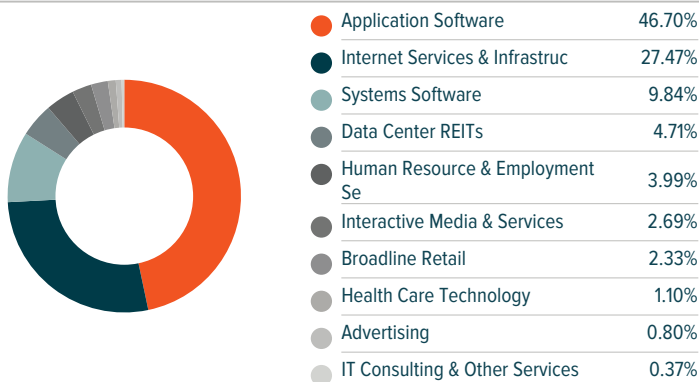 Application Software 46.70%
Internet Services & Infrastruc 27.47%
Systems Software 9.84%
Data Center REITs 4.71%
Human Resource & Employment
Se 3.99%
Interactive Media & Services 2.69%
Broadline Retail 2.33%
Health Care Technology 1.10%
Advertising 0.80%
IT Consulting & Other Services 0.37%